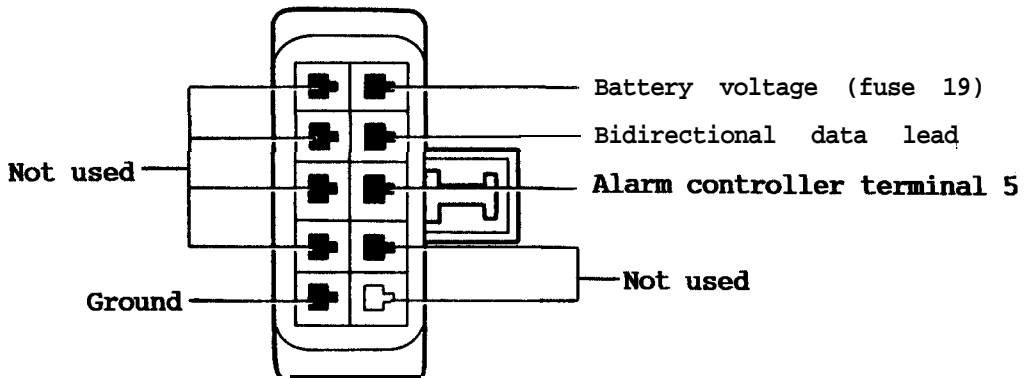 Battery voltage (fuse 19)
Bidirectional data lead
Not used
Alarm controller terminal 5
Not used
Ground